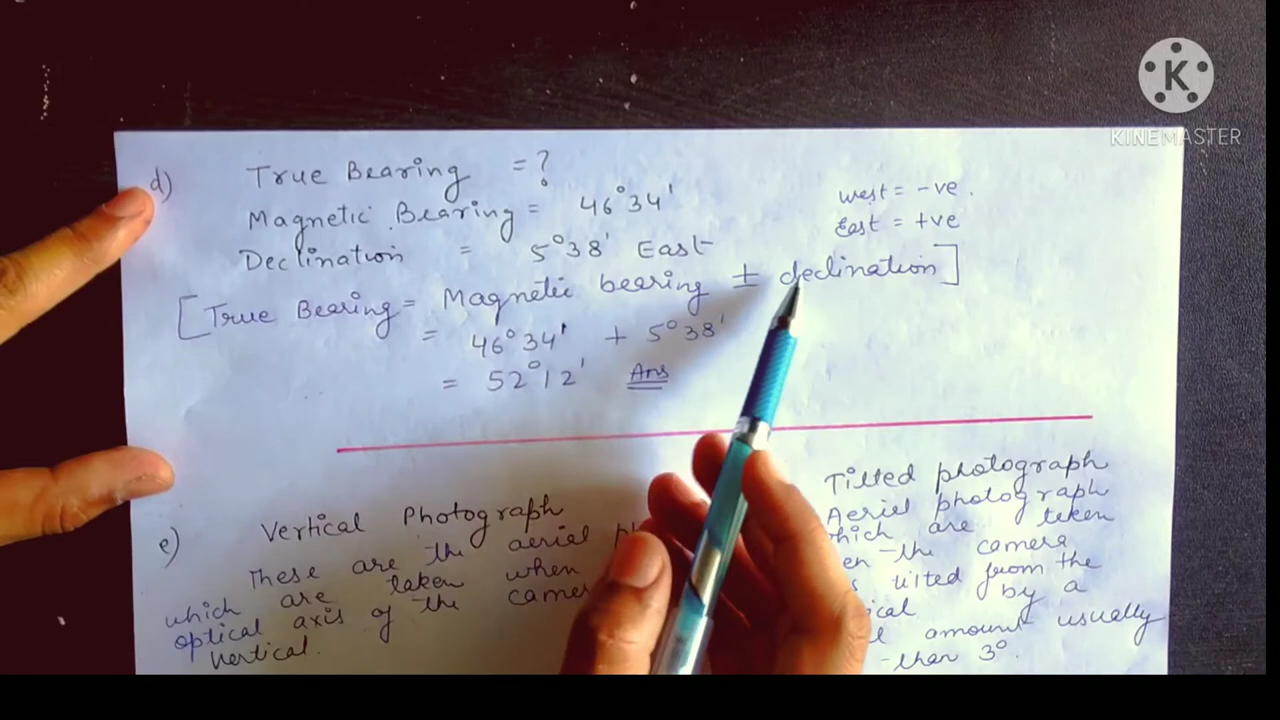 K
KINEMASTER
d) True Bearing = ?
Magnetic Bearing = 46°34'
Declination = 5°38' East
west = -ve.
East = +ve
[True Bearing = Magnetic bearing ± declination]
= 46°34' + 5°38'
= 52°12' Ans
e) Vertical Photograph
These are the aerial
which are taken when
optical axis of the
vertical.
Tilted photograph
Aeriel photograph
which are taken
the camera
tilted from the
by a
amount usually
than 3°.